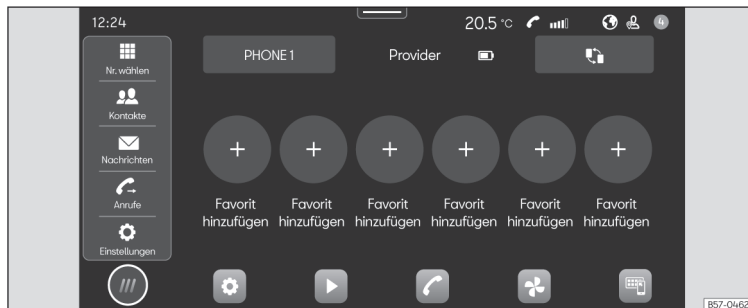 12:24
20.5 °C
4
Nr. wählen
Kontakte
Nachrichten
Anrufe
Einstellungen
PHONE 1
Provider
Favorit hinzufügen
Favorit hinzufügen
Favorit hinzufügen
Favorit hinzufügen
Favorit hinzufügen
Favorit hinzufügen
B57-0462